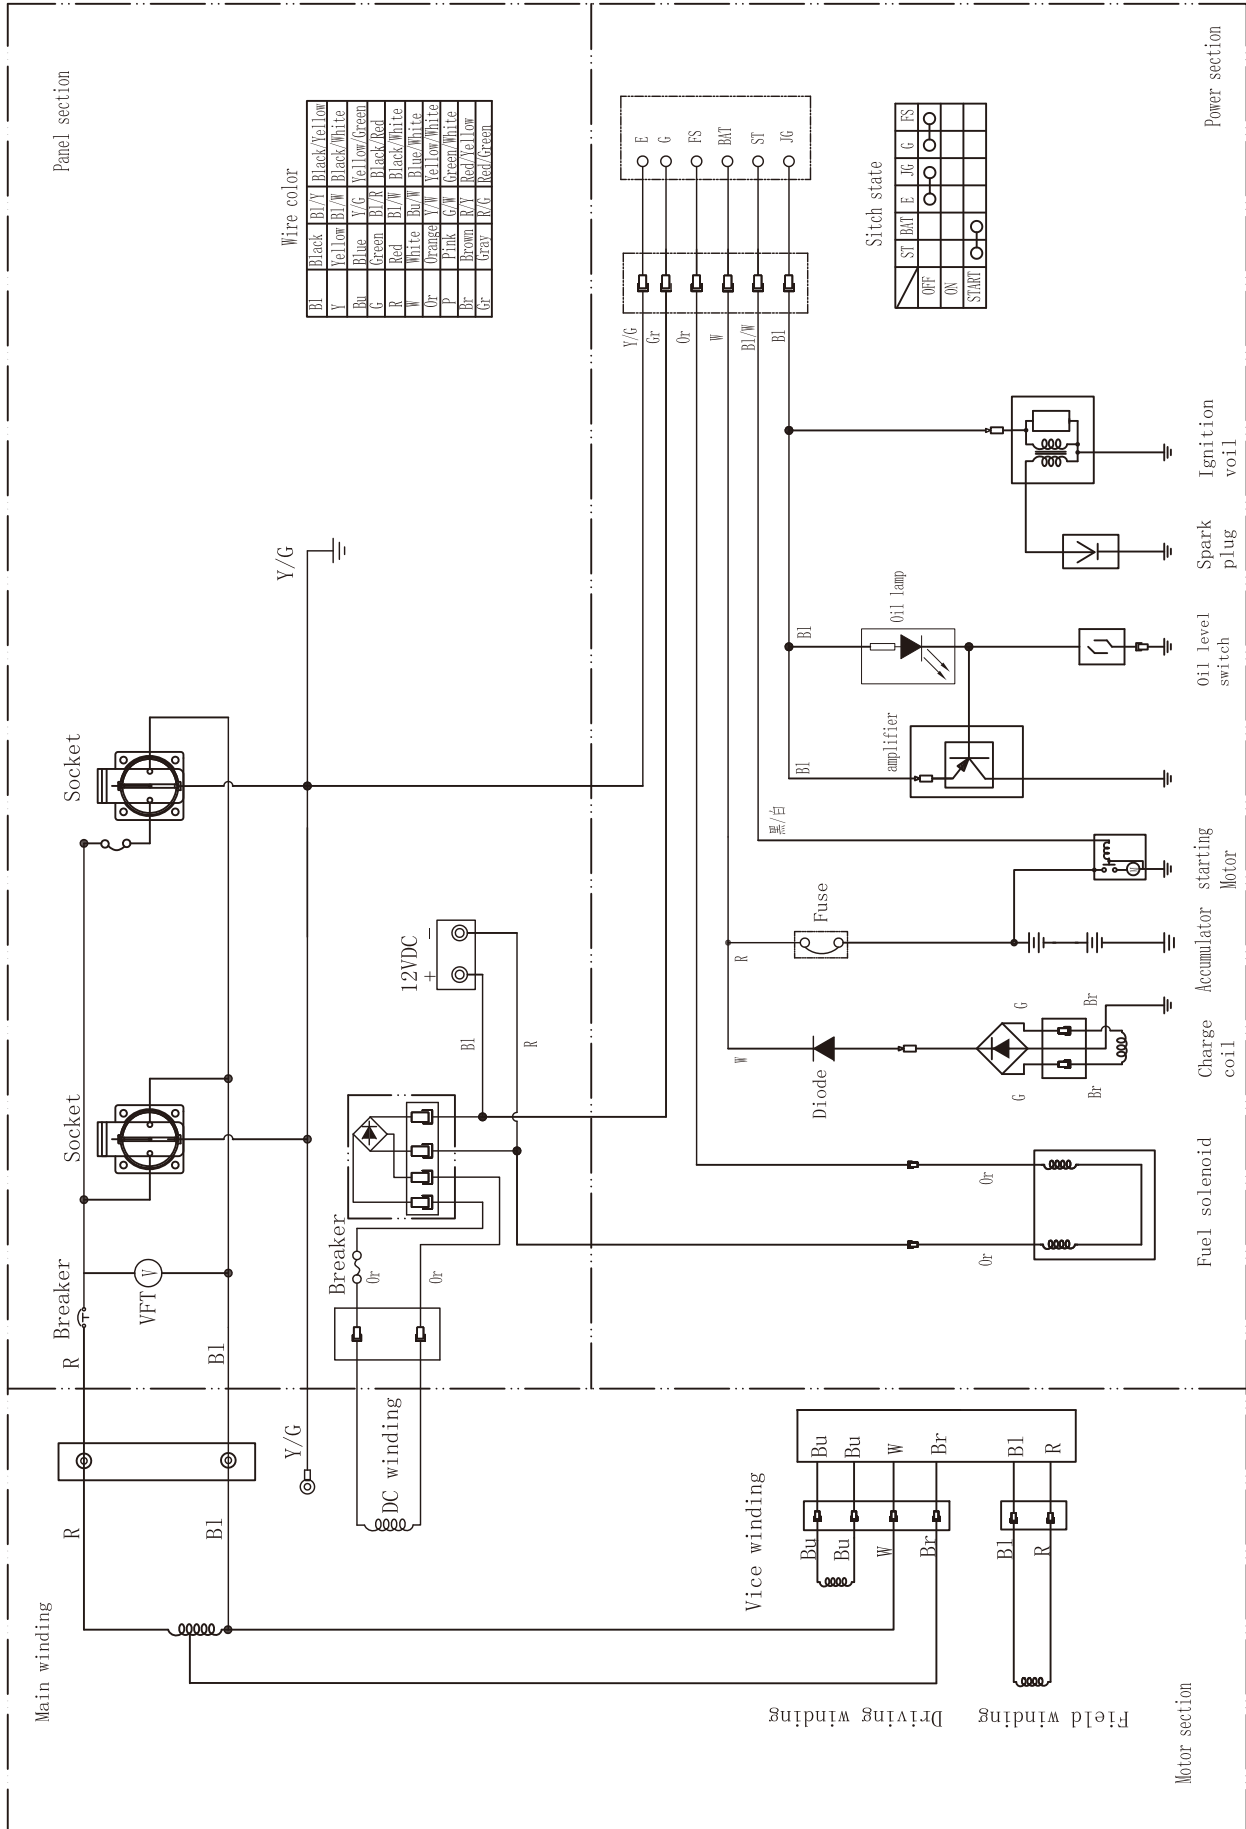 Panel section
Power section
Motor section
Wire color
Bl Black Bl/Y Black/Yellow
Y Yellow Bl/W Black/White
Bu Blue Y/G Yellow/Green
G Green Bl/R Black/Red
R Red Bl/W Black/White
W White Bu/W Blue/White
Or Orange Y/W Yellow/White
P Pink G/W Green/White
Br Brown R/Y Red/Yellow
Gr Gray R/G Red/Green
Socket
Socket
Y/G
Breaker
VFT
V
R
Bl
12VDC
+
-
Bl
R
Breaker
Or
Or
DC winding
Y/G
R
Bl
Main winding
E
G
FS
BAT
ST
JG
Y/G
Gr
Or
W
Bl/W
Bl
Sitch state
ST BAT E JG G FS
OFF
ON
START
Ignition
voil
Spark
plug
Oil level
switch
Oil lamp
Bl
amplifier
Bl
黑/白
starting
Motor
M
Accumulator
Fuse
R
Charge
coil
Diode
W
G
G
Br
Br
Fuel solenoid
Or
Or
Vice winding
Bu
Bu
W
Br
Bl
R
Bu
Bu
W
Br
Bl
R
Driving winding
Field winding